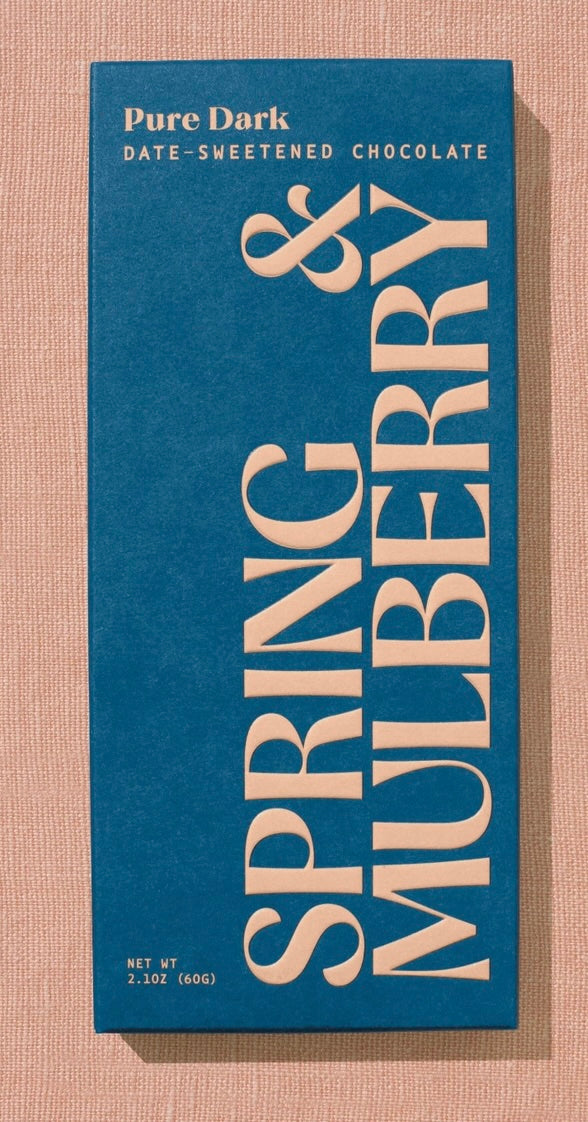 Pure Dark
DATE-SWEETENED CHOCOLATE
SPRING &
MULBERRY
NET WT
2.1OZ (60G)